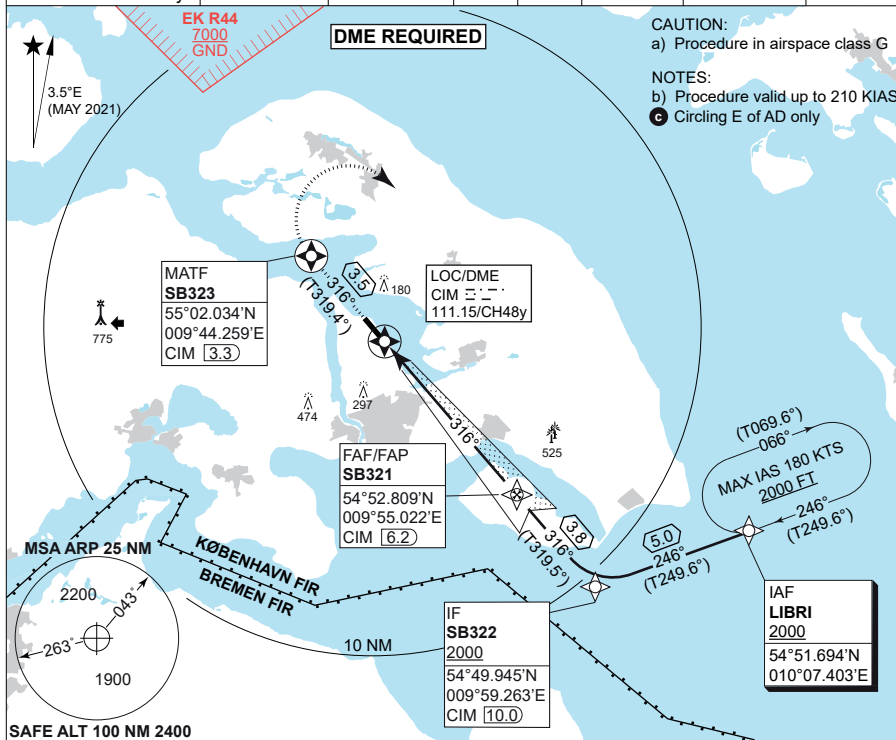 EK R44
7000
GND
DME REQUIRED
CAUTION:
a) Procedure in airspace class G
NOTES:
b) Procedure valid up to 210 KIAS
c Circling E of AD only
3.5°E
(MAY 2021)
MATF
SB323
55°02.034'N
009°44.259'E
CIM 3.3
3.5
316°
(T319.4°)
180
LOC/DME
CIM
111.15/CH48y
775
474
297
316°
525
FAF/FAP
SB321
54°52.809'N
009°55.022'E
CIM 6.2
(T069.6°)
066°
MAX IAS 180 KTS
2000 FT
246°
(T249.6°)
3.8
316°
(T319.5°)
5.0
246°
(T249.6°)
MSA ARP 25 NM
KØBENHAVN FIR
BREMEN FIR
2200
043°
263°
1900
10 NM
IF
SB322
2000
54°49.945'N
009°59.263'E
CIM 10.0
IAF
LIBRI
2000
54°51.694'N
010°07.403'E
SAFE ALT 100 NM 2400